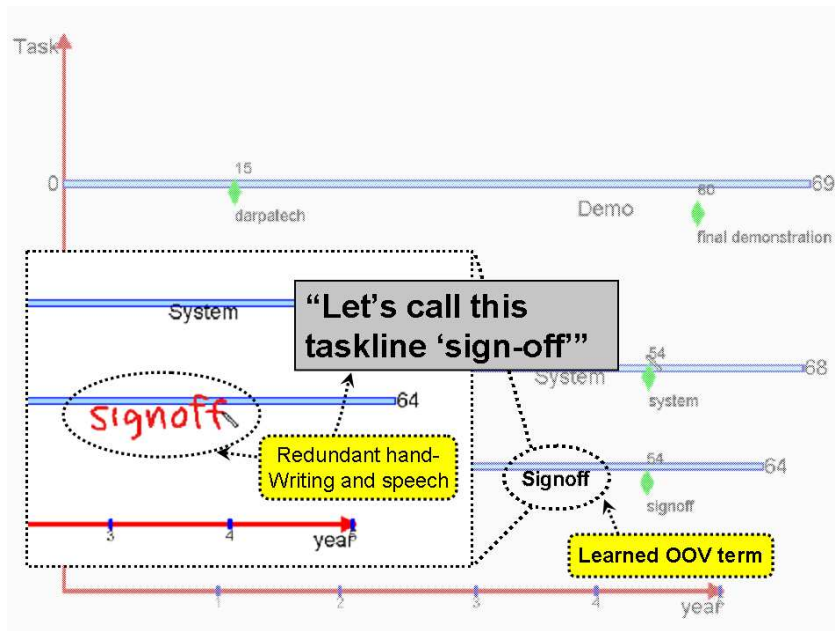 Task
15
0
69
darpatech
Demo
60
final demonstration
System
"Let's call this
taskline 'sign-off'"
54
System
68
system
signoff
64
Redundant hand-
Writing and speech
54
Signoff
64
signoff
3
4
year
Learned OOV term
1
2
3
4
year